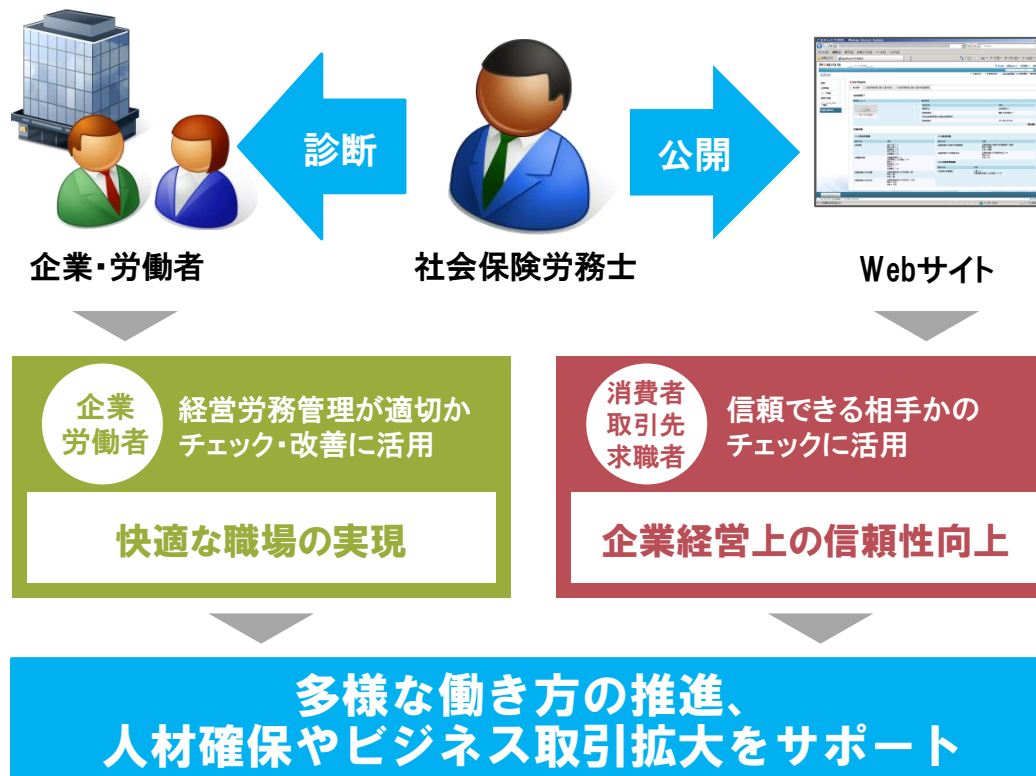 診断
公開
企業・労働者
社会保険労務士
Webサイト
企業
労働者
経営労務管理が適切か
チェック・改善に活用
快適な職場の実現
消費者
取引先
求職者
信頼できる相手かの
チェックに活用
企業経営上の信頼性向上
多様な働き方の推進、
人材確保やビジネス取引拡大をサポート